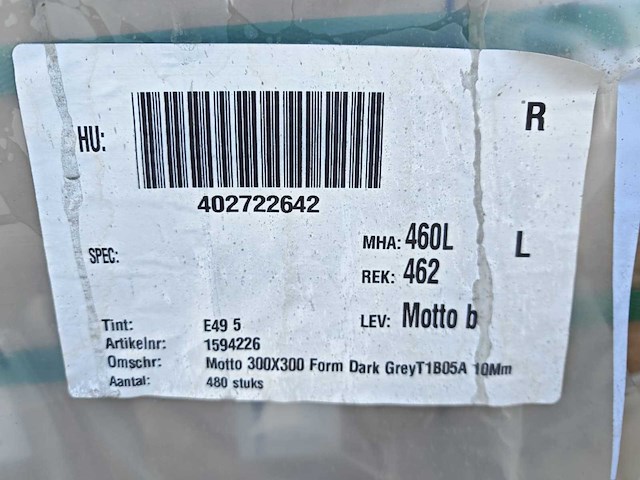 R
HU:
402722642
MHA: 460L
L
SPEC:
REK: 462
LEV: Motto b
Tint: E49 5
Artikelnr: 1594226
Omschr: Motto 300X300 Form Dark GreyT1B05A 10Mm
Aantal: 480 stuks